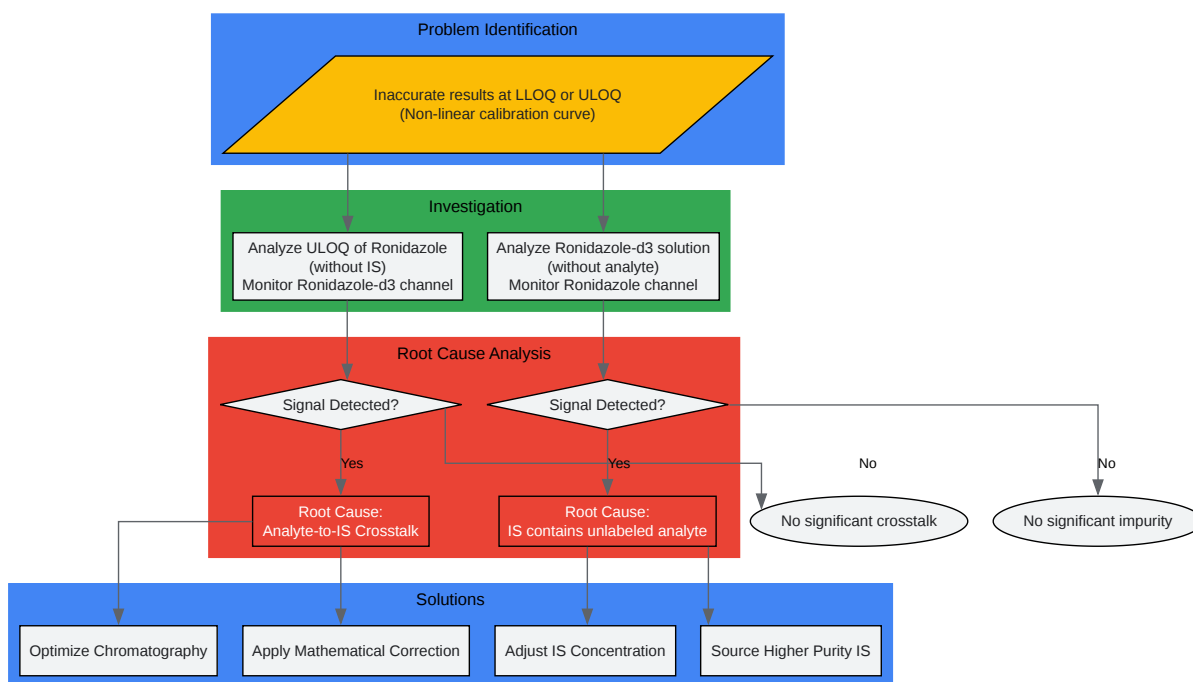 Problem Identification
Inaccurate results at LLOQ or ULOQ
(Non-linear calibration curve)
Investigation
Analyze ULOQ of Ronidazole
(without IS)
Monitor Ronidazole-d3 channel
Analyze Ronidazole-d3 solution
(without analyte)
Monitor Ronidazole channel
Root Cause Analysis
Signal Detected?
Signal Detected?
Yes
Yes
No
No
Root Cause:
Analyte-to-IS Crosstalk
Root Cause:
IS contains unlabeled analyte
No significant crosstalk
No significant impurity
Solutions
Optimize Chromatography
Apply Mathematical Correction
Adjust IS Concentration
Source Higher Purity IS